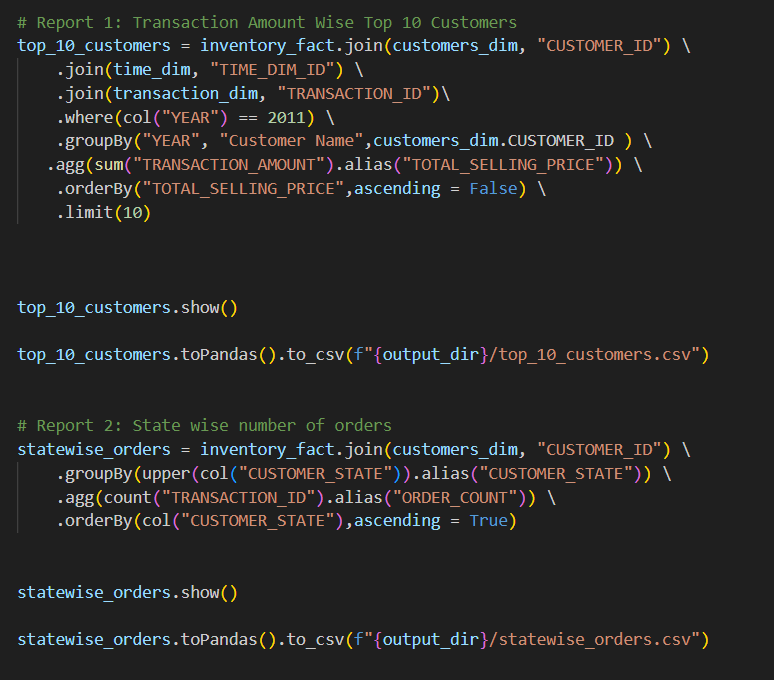 # Report 1: Transaction Amount Wise Top 10 Customers
top_10_customers = inventory_fact.join(customers_dim, "CUSTOMER_ID") \
    .join(time_dim, "TIME_DIM_ID") \
    .join(transaction_dim, "TRANSACTION_ID")\
    .where(col("YEAR") == 2011) \
    .groupBy("YEAR", "Customer Name",customers_dim.CUSTOMER_ID ) \
   .agg(sum("TRANSACTION_AMOUNT").alias("TOTAL_SELLING_PRICE")) \
    .orderBy("TOTAL_SELLING_PRICE",ascending = False) \
    .limit(10)
top_10_customers.show()
top_10_customers.toPandas().to_csv(f"{output_dir}/top_10_customers.csv")
# Report 2: State wise number of orders
statewise_orders = inventory_fact.join(customers_dim, "CUSTOMER_ID") \
    .groupBy(upper(col("CUSTOMER_STATE")).alias("CUSTOMER_STATE")) \
    .agg(count("TRANSACTION_ID").alias("ORDER_COUNT")) \
    .orderBy(col("CUSTOMER_STATE"),ascending = True)
statewise_orders.show()
statewise_orders.toPandas().to_csv(f"{output_dir}/statewise_orders.csv")